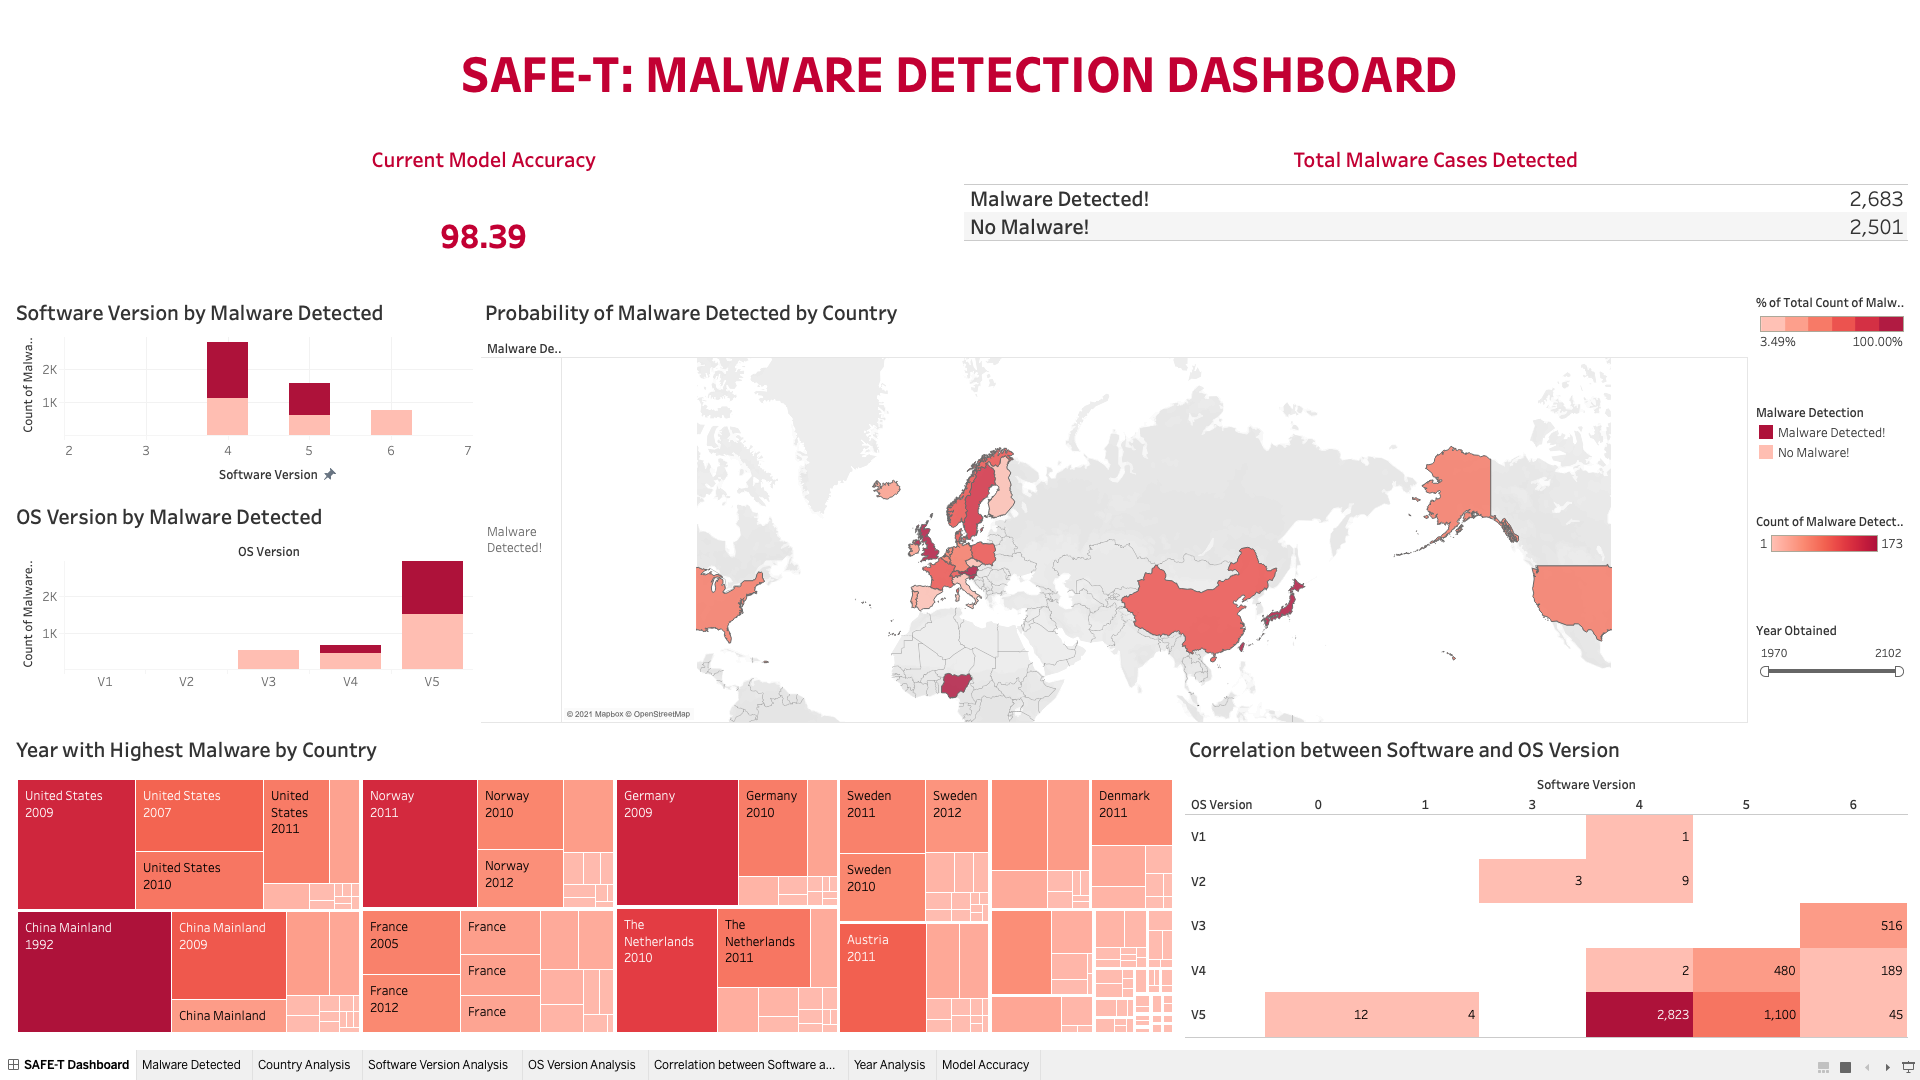 SAFE-T: MALWARE DETECTION DASHBOARD
Current Model Accuracy
98.39
Total Malware Cases Detected
Malware Detected! 2,683
No Malware! 2,501
Software Version by Malware Detected
Count of Malwa..
2K
1K
2 3 4 5 6 7
Software Version
OS Version by Malware Detected
OS Version
Count of Malware..
2K
1K
V1 V2 V3 V4 V5
Probability of Malware Detected by Country
Malware De..
Malware
Detected!
© 2021 Mapbox © OpenStreetMap
% of Total Count of Malw..
3.49% 100.00%
Malware Detection
Malware Detected!
No Malware!
Count of Malware Detect..
1 173
Year Obtained
1970 2102
Year with Highest Malware by Country
United States
2009
United States
2007
United States
2010
United
States
2011
China Mainland
1992
China Mainland
2009
China Mainland
Norway
2011
Norway
2010
Norway
2012
France
2005
France
2012
France
France
France
Germany
2009
Germany
2010
The
Netherlands
2010
The
Netherlands
2011
Sweden
2011
Sweden
2012
Sweden
2010
Austria
2011
Denmark
2011
Correlation between Software and OS Version
Software Version
OS Version 0 1 3 4 5 6
V1 1
V2 3 9
V3 516
V4 2 480 189
V5 12 4 2,823 1,100 45
SAFE-T Dashboard Malware Detected Country Analysis Software Version Analysis OS Version Analysis Correlation between Software a... Year Analysis Model Accuracy